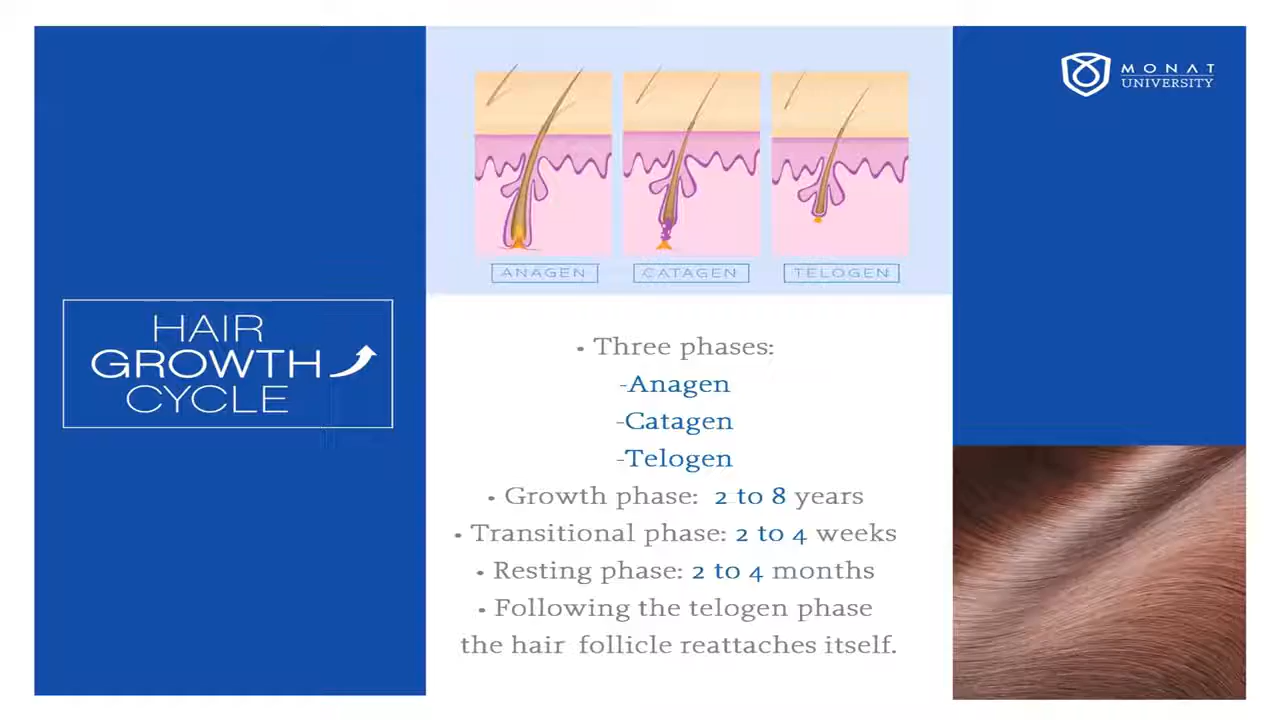 MONAT
UNIVERSITY
ANAGEN
CATAGEN
TELOGEN
HAIR
GROWTH
CYCLE
• Three phases:
-Anagen
-Catagen
-Telogen
• Growth phase: 2 to 8 years
• Transitional phase: 2 to 4 weeks
• Resting phase: 2 to 4 months
• Following the telogen phase
the hair follicle reattaches itself.